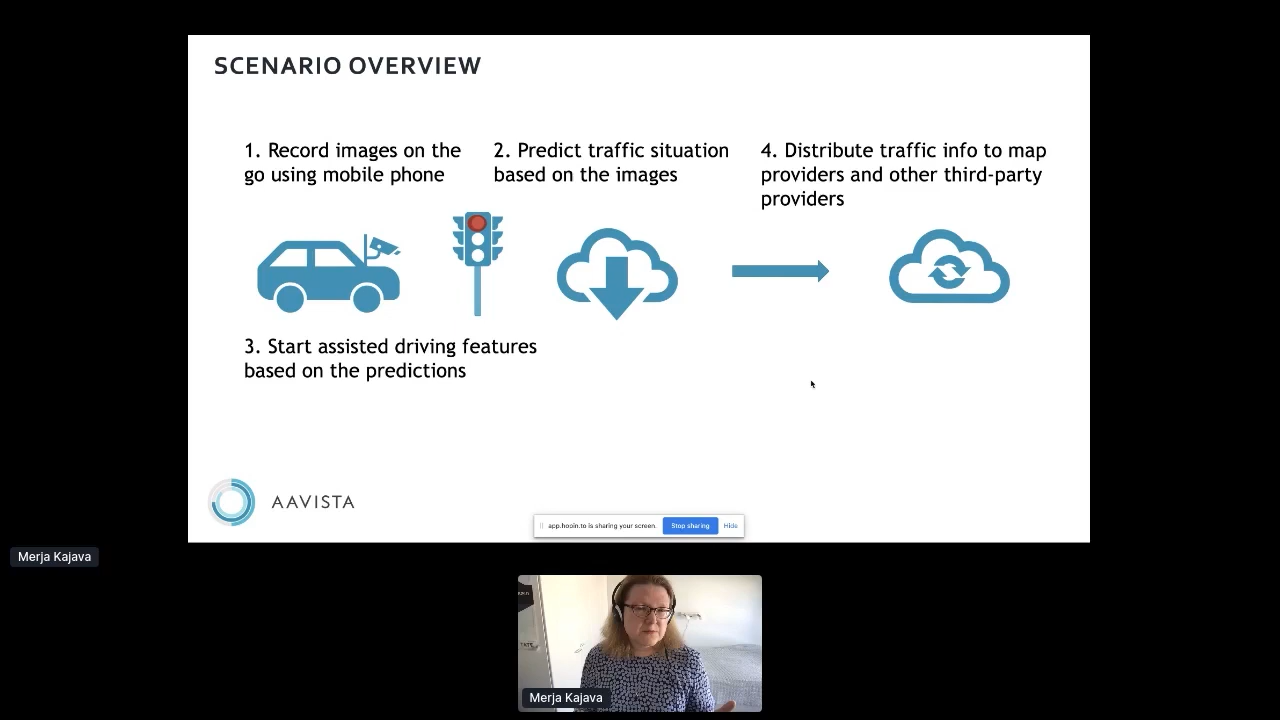 SCENARIO OVERVIEW
1. Record images on the
go using mobile phone
2. Predict traffic situation
based on the images
4. Distribute traffic info to map
providers and other third-party
providers
3. Start assisted driving features
based on the predictions
AAVISTA
app.hopin.to is sharing your screen.
Stop sharing
Hide
Merja Kajava
Merja Kajava